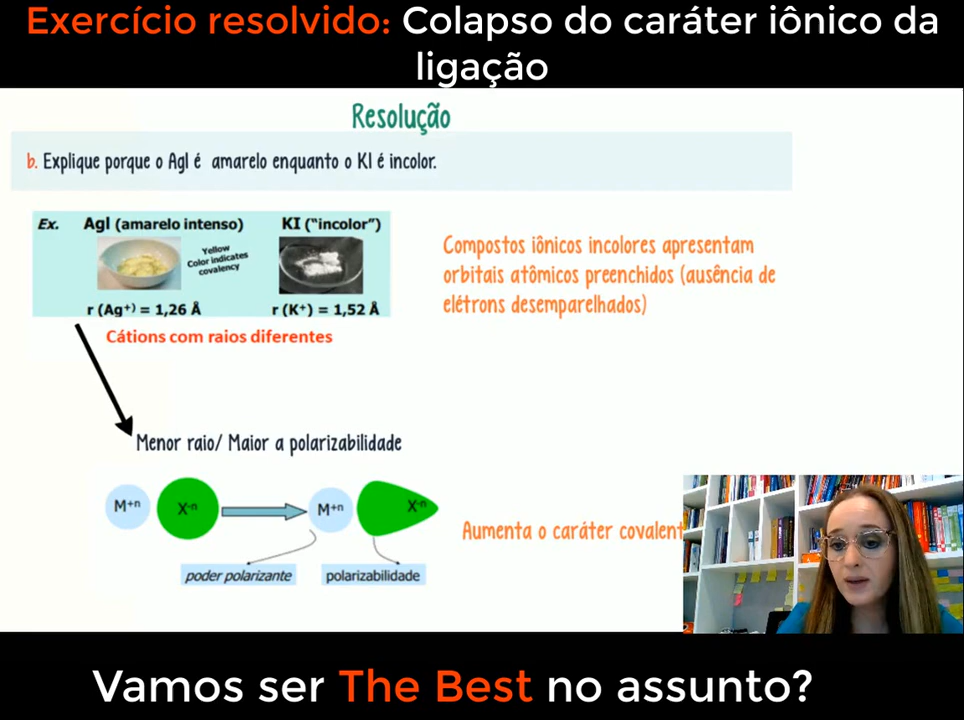 Exercício resolvido: Colapso do caráter iônico da
ligação
Resolução
b. Explique porque o AgI é amarelo enquanto o KI é incolor.
Ex. AgI (amarelo intenso) KI ("incolor")
Yellow
Color indicates
covalency
r (Ag⁺⁾ = 1,26 Å r (K⁺) = 1,52 Å
Cátions com raios diferentes
Compostos iônicos incolores apresentam
orbitais atômicos preenchidos (ausência de
elétrons desemparelhados)
Menor raio/ Maior a polarizabilidade
M⁺ⁿ X⁻ⁿ M⁺ⁿ X⁻ⁿ
Aumenta o caráter covalent
poder polarizante polarizabilidade
Vamos ser The Best no assunto?